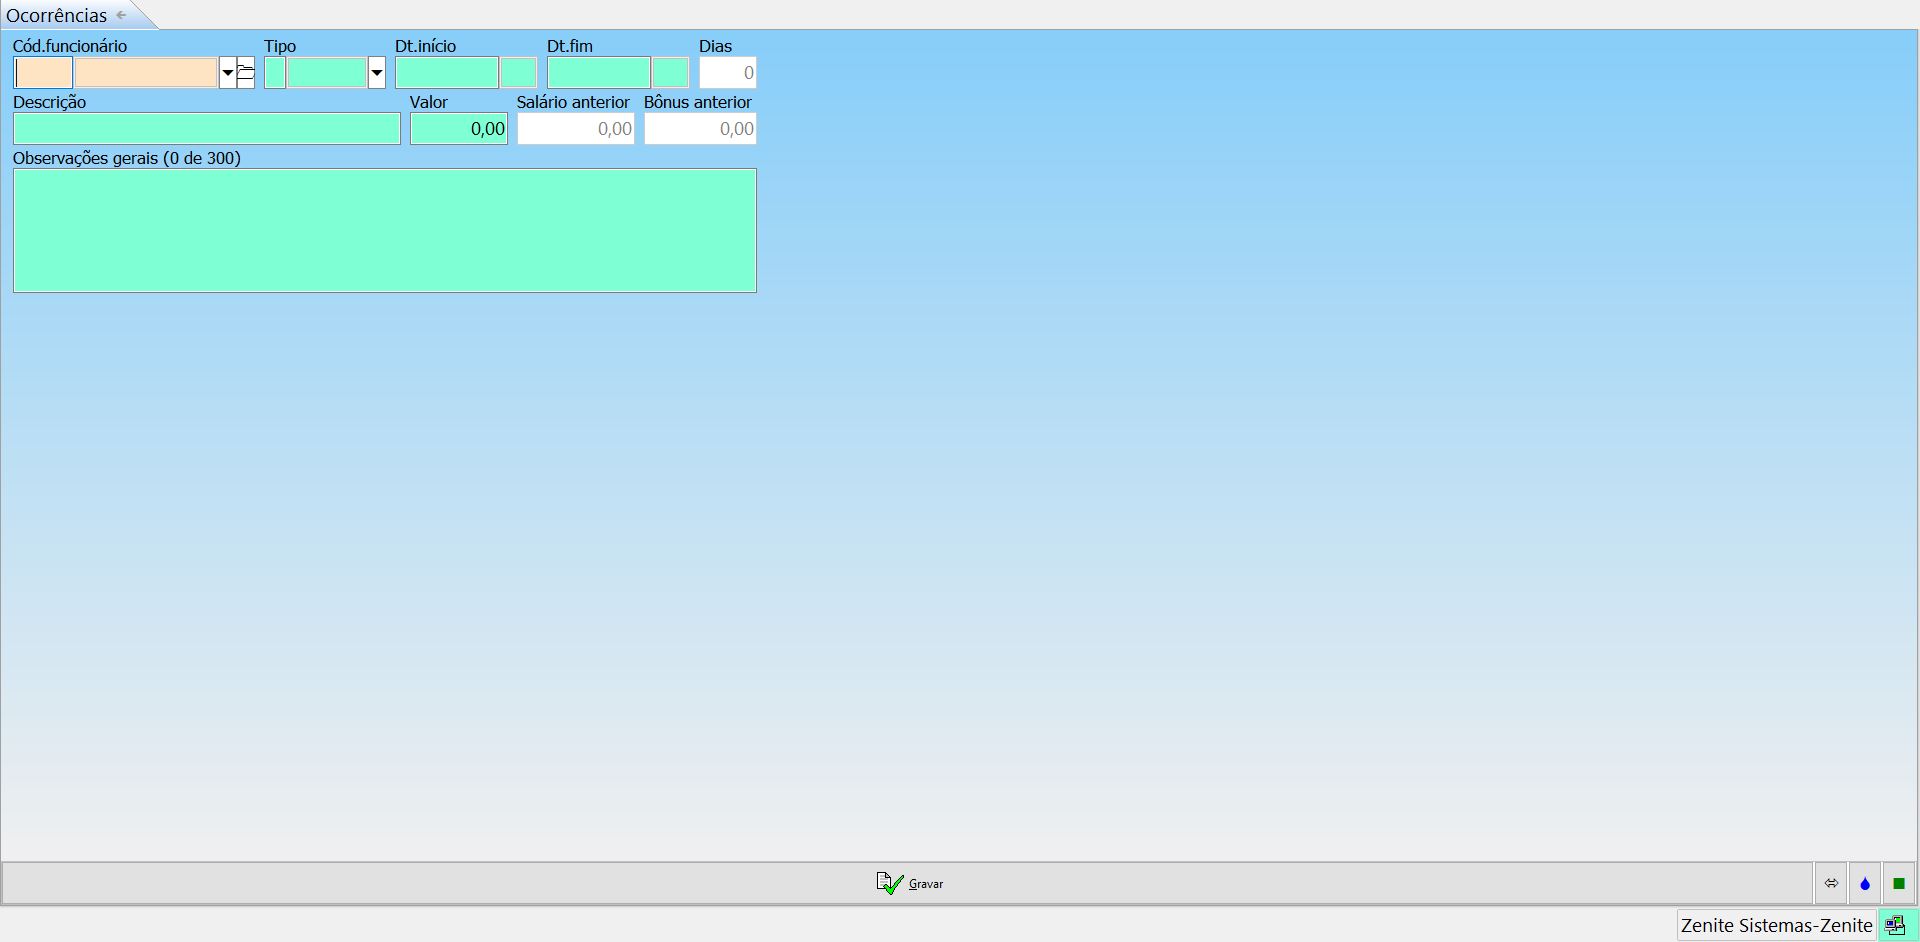 Ocorrências
Cód.funcionário Tipo Dt.início Dt.fim Dias
0
Descrição Valor Salário anterior Bônus anterior
0,00 0,00 0,00
Observações gerais (0 de 300)
Gravar
Zenite Sistemas-Zenite